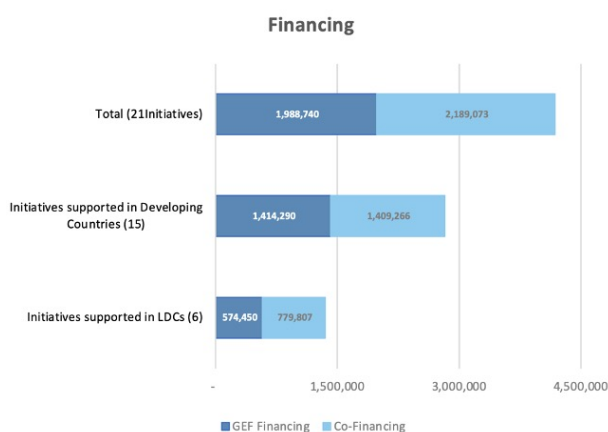 Financing
Total (21Initiatives)
1,988,740
2,189,073
Initiatives supported in Developing
Countries (15)
1,414,290
1,409,266
Initiatives supported in LDCs (6)
574,450
779,807
-
1,500,000
3,000,000
4,500,000
GEF Financing
Co-Financing